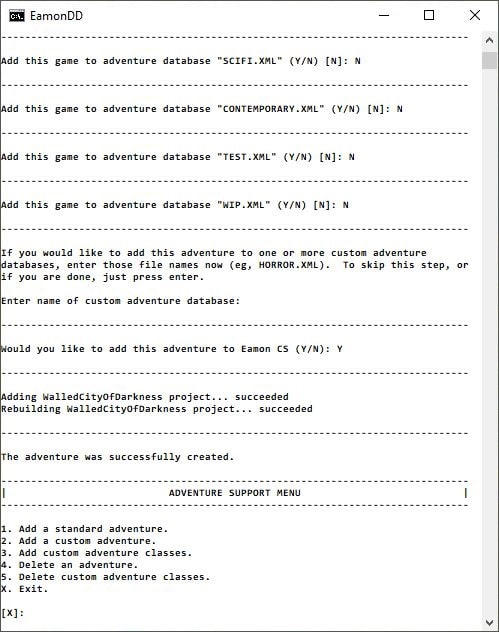 EamonDD
------------------------------------------------------------------------------
Add this game to adventure database "SCIFI.XML" (Y/N) [N]: N
------------------------------------------------------------------------------
Add this game to adventure database "CONTEMPORARY.XML" (Y/N) [N]: N
------------------------------------------------------------------------------
Add this game to adventure database "TEST.XML" (Y/N) [N]: N
------------------------------------------------------------------------------
Add this game to adventure database "WIP.XML" (Y/N) [N]: N
------------------------------------------------------------------------------
If you would like to add this adventure to one or more custom adventure
databases, enter those file names now (eg, HORROR.XML).  To skip this step, or
if you are done, just press enter.
Enter name of custom adventure database:
------------------------------------------------------------------------------
Would you like to add this adventure to Eamon CS (Y/N): Y
------------------------------------------------------------------------------
Adding WalledCityOfDarkness project... succeeded
Rebuilding WalledCityOfDarkness project... succeeded
------------------------------------------------------------------------------
The adventure was successfully created.
------------------------------------------------------------------------------
|                           ADVENTURE SUPPORT MENU                           |
------------------------------------------------------------------------------
1. Add a standard adventure.
2. Add a custom adventure.
3. Add custom adventure classes.
4. Delete an adventure.
5. Delete custom adventure classes.
X. Exit.
[X]: